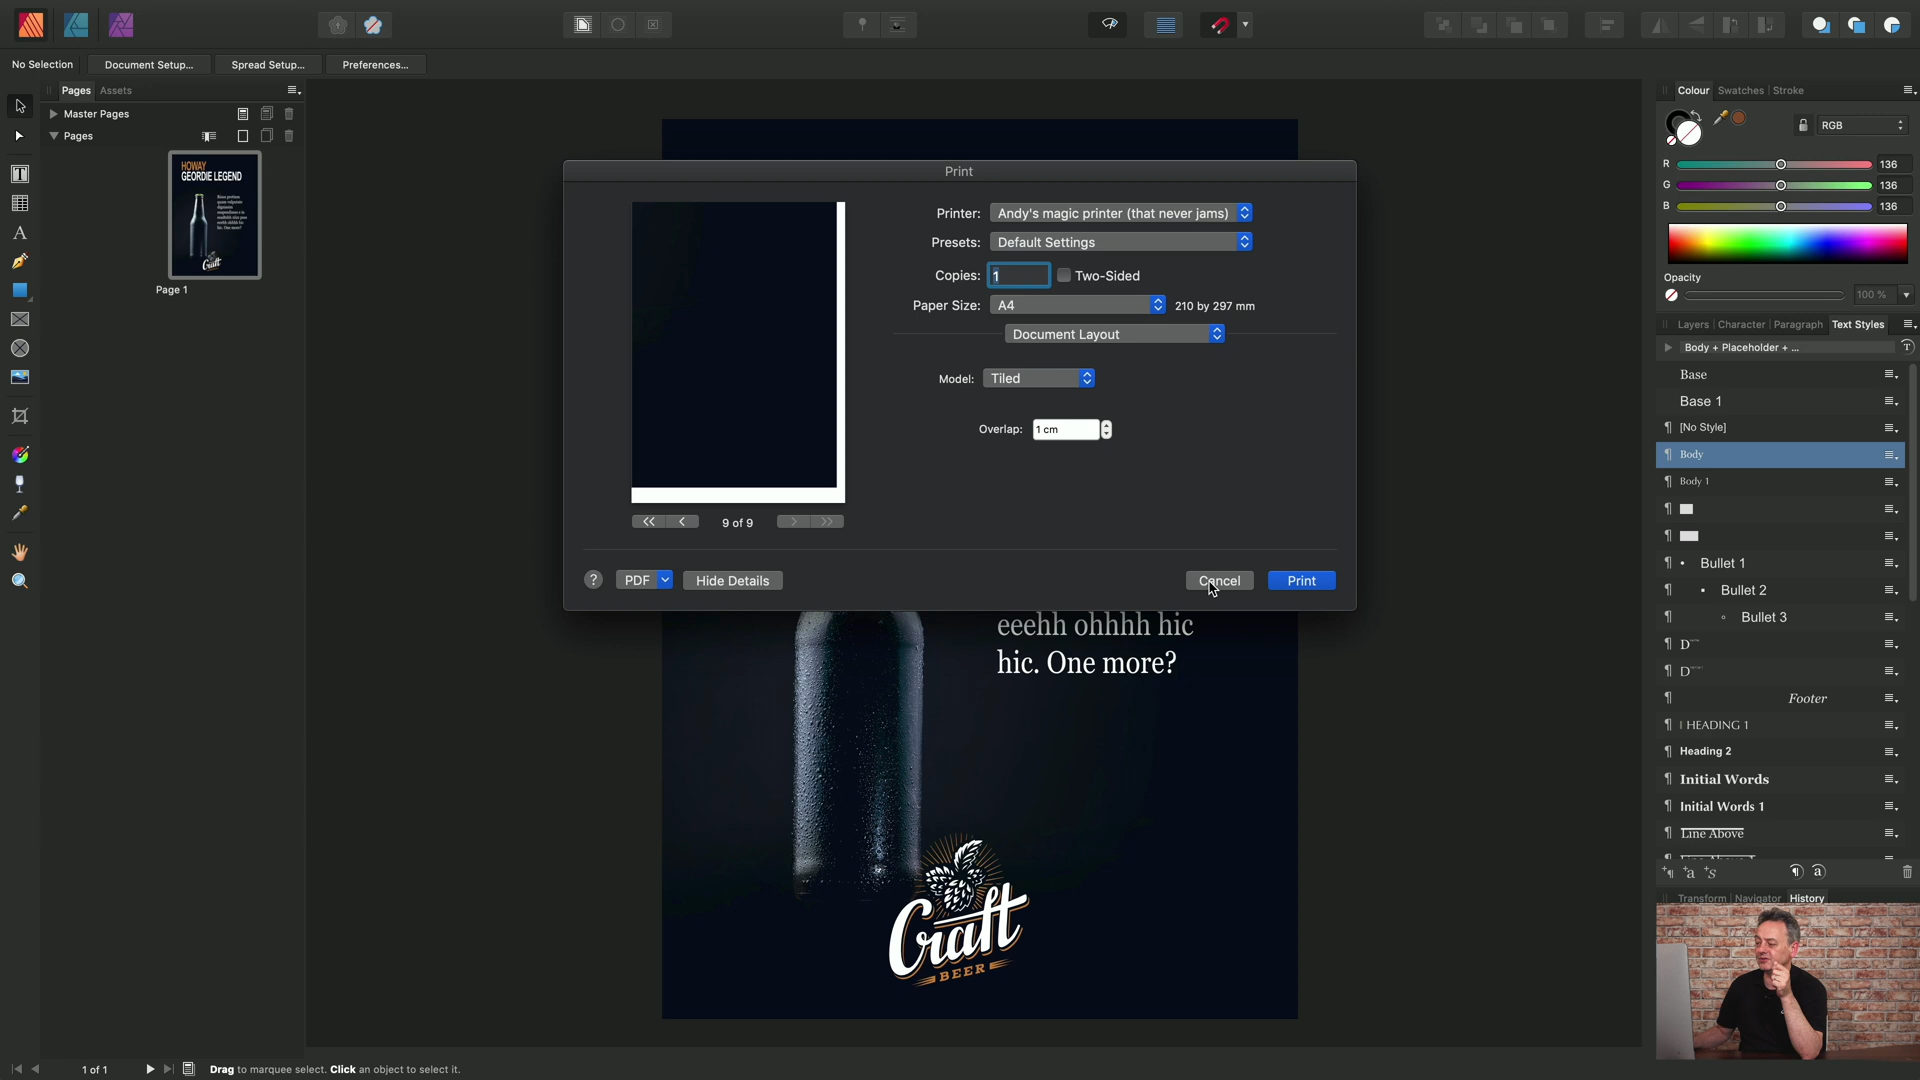 No Selection
Document Setup...
Spread Setup...
Preferences...
Pages
Assets
Master Pages
Pages
HOWAY
GEORDIE LEGEND
Page 1
Print
Printer: Andy's magic printer (that never jams)
Presets: Default Settings
Copies: 1 Two-Sided
Paper Size: A4 210 by 297 mm
Document Layout
Model: Tiled
Overlap: 1 cm
9 of 9
? PDF Hide Details Cancel Print
eeehh ohhhh hic
hic. One more?
Craft
BEER
Colour Swatches Stroke
RGB
R 136
G 136
B 136
Opacity
100 %
Layers Character Paragraph Text Styles
Body + Placeholder + ...
Base
Base 1
[No Style]
Body
Body 1
Bullet 1
Bullet 2
Bullet 3
Footer
HEADING 1
Heading 2
Initial Words
Initial Words 1
Line Above
Transform Navigator History
1 of 1
Drag to marquee select. Click an object to select it.